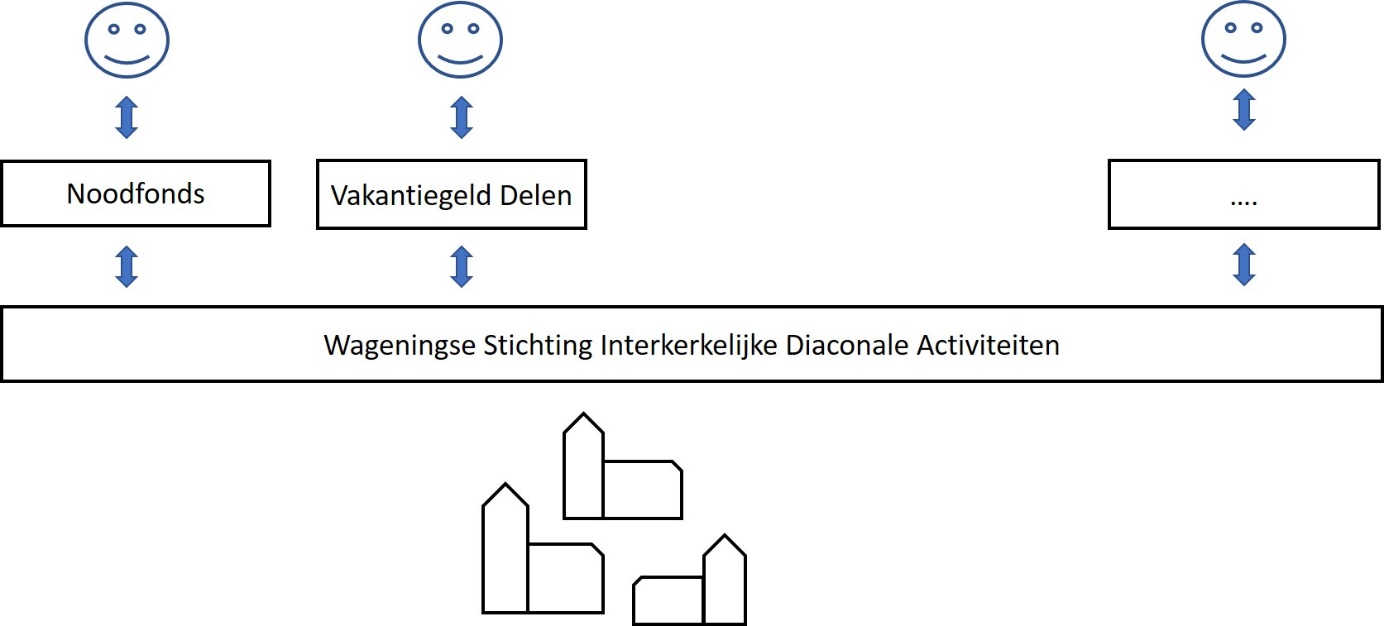 Noodfonds
Vakantiegeld Delen
....
Wageningse Stichting Interkerkelijke Diaconale Activiteiten